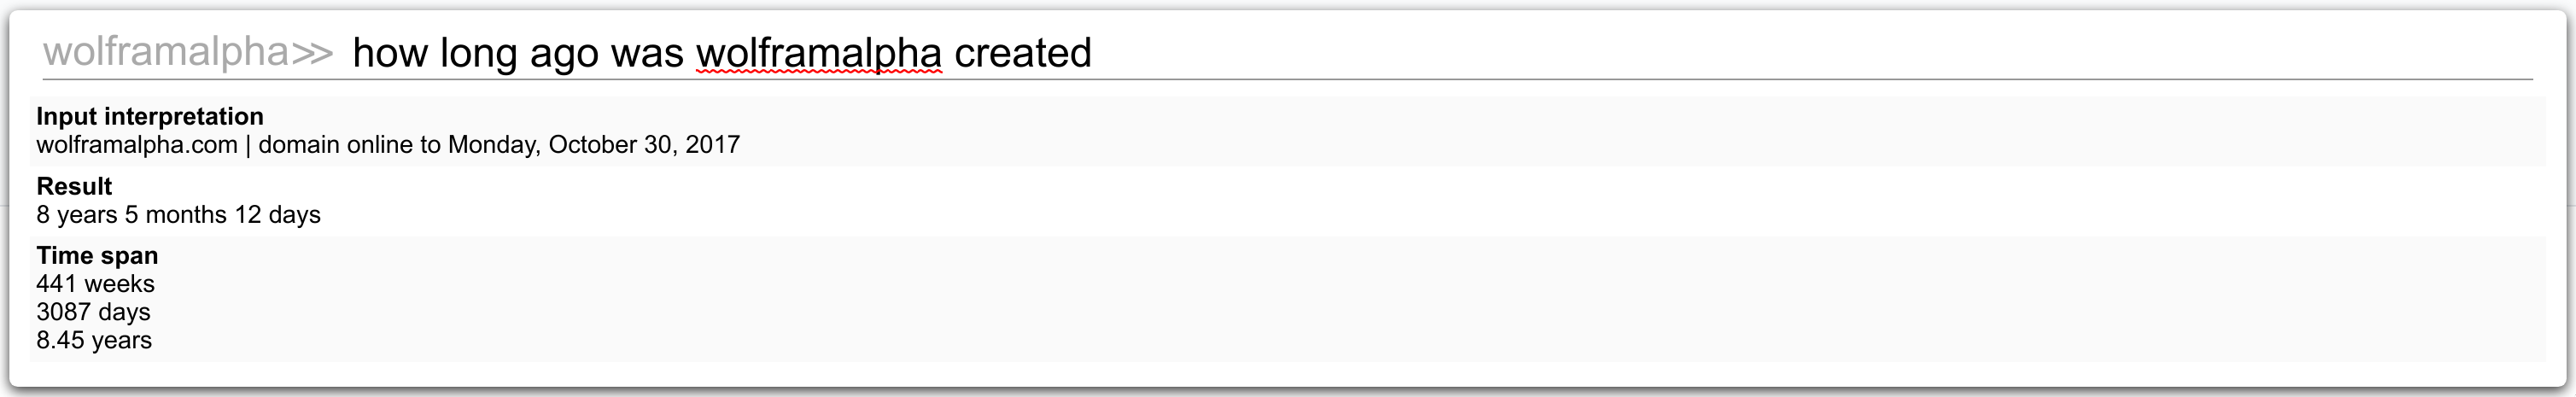 wolframalpha>> how long ago was wolframalpha created
Input interpretation
wolframalpha.com | domain online to Monday, October 30, 2017
Result
8 years 5 months 12 days
Time span
441 weeks
3087 days
8.45 years